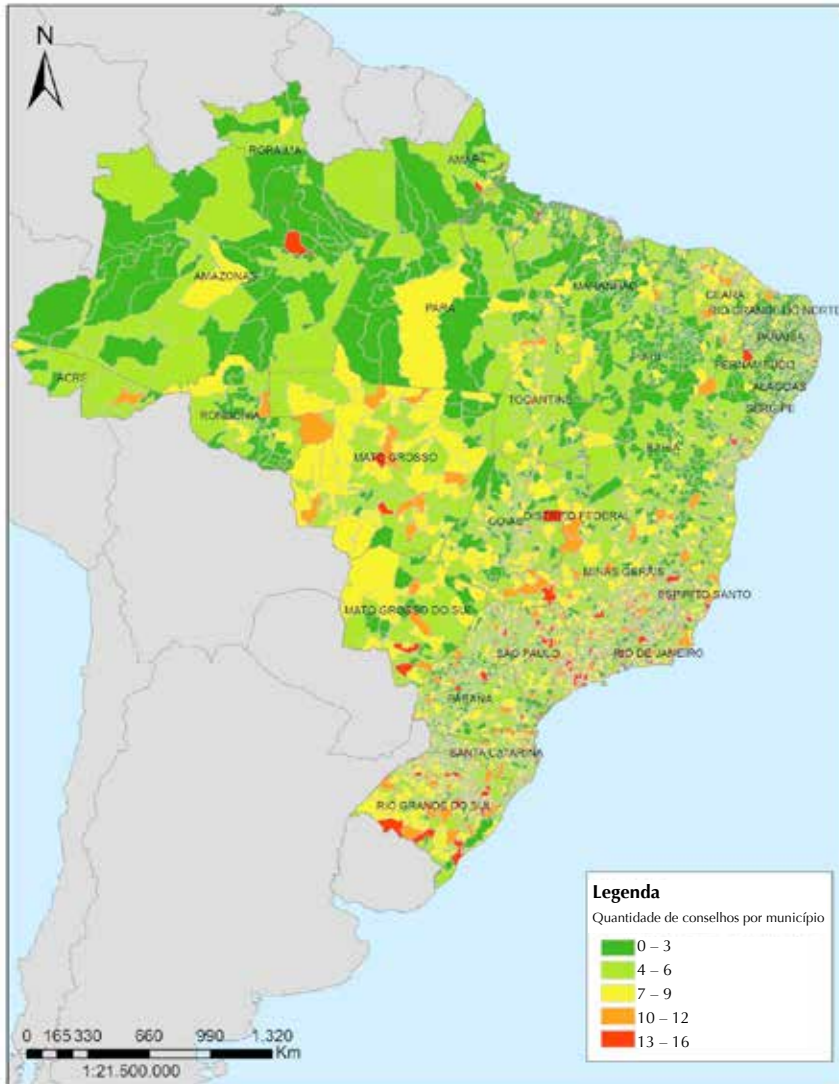 N
RORAIMA
AMAPÁ
AMAZONAS
PARÁ
MARANHÃO
CEARÁ
RIO GRANDE DO NORTE
PARAÍBA
PIAUÍ
PERNAMBUCO
ACRE
ALAGOAS
TOCANTINS
SERGIPE
RONDÔNIA
BAHIA
MATO GROSSO
GOIÁS
DISTRITO FEDERAL
MINAS GERAIS
ESPIRITO SANTO
MATO GROSSO DO SUL
SÃO PAULO
RIO DE JANEIRO
PARANÁ
SANTA CATARINA
RIO GRANDE DO SUL
Legenda
Quantidade de conselhos por município
0 – 3
4 – 6
7 – 9
10 – 12
13 – 16
0 165 330 660 990 1.320
Km
1:21.500.000